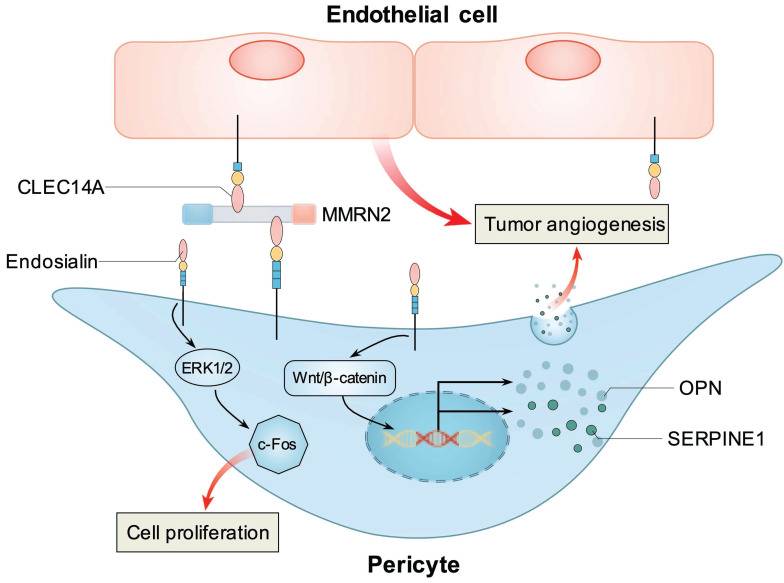 Endothelial cell
CLEC14A
MMRN2
Tumor angiogenesis
Endosialin
ERK1/2
Wnt/β-catenin
OPN
c-Fos
SERPINE1
Cell proliferation
Pericyte